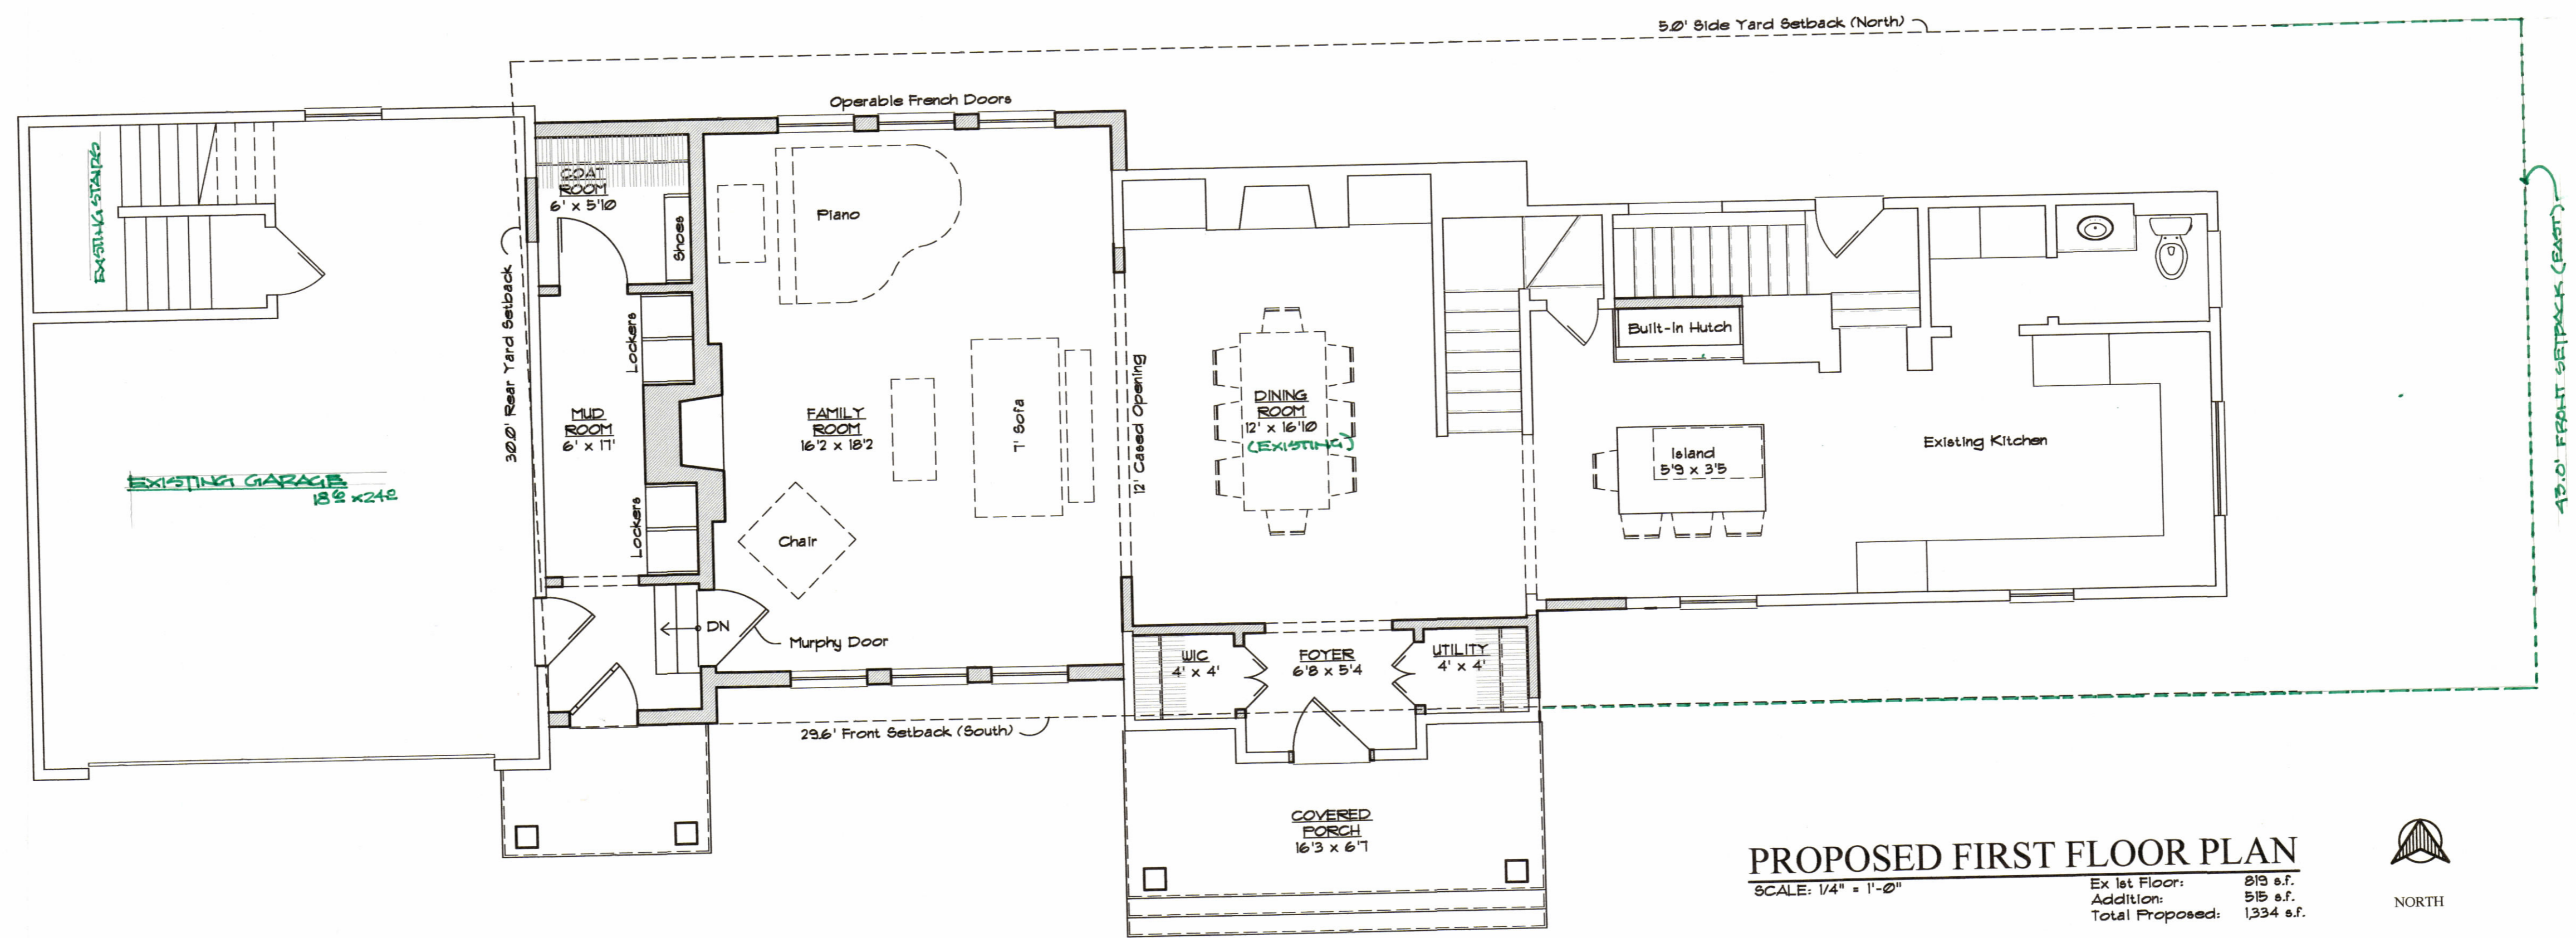 5.0' Side Yard Setback (North)
Operable French Doors
EXISTING STAIRS
COAT
ROOM
6' x 5'10
Shoes
Piano
30.0' Rear Yard Setback
Lockers
MUD
ROOM
6' x 17'
Lockers
FAMILY
ROOM
16'2 x 18'2
7' Sofa
Chair
12' Cased Opening
DINING
ROOM
12' x 16'10
(EXISTING)
Built-In Hutch
Island
5'9 x 3'5
Existing Kitchen
43.0' FRONT SETBACK (EAST)
EXISTING GARAGE
18⁶ x 24⁰
DN
Murphy Door
WIC
4' x 4'
FOYER
6'8 x 5'4
UTILITY
4' x 4'
29.6' Front Setback (South)
COVERED
PORCH
16'3 x 6'7
PROPOSED FIRST FLOOR PLAN
SCALE: 1/4" = 1'-0"
Ex 1st Floor: 819 s.f.
Addition: 515 s.f.
Total Proposed: 1,334 s.f.
NORTH